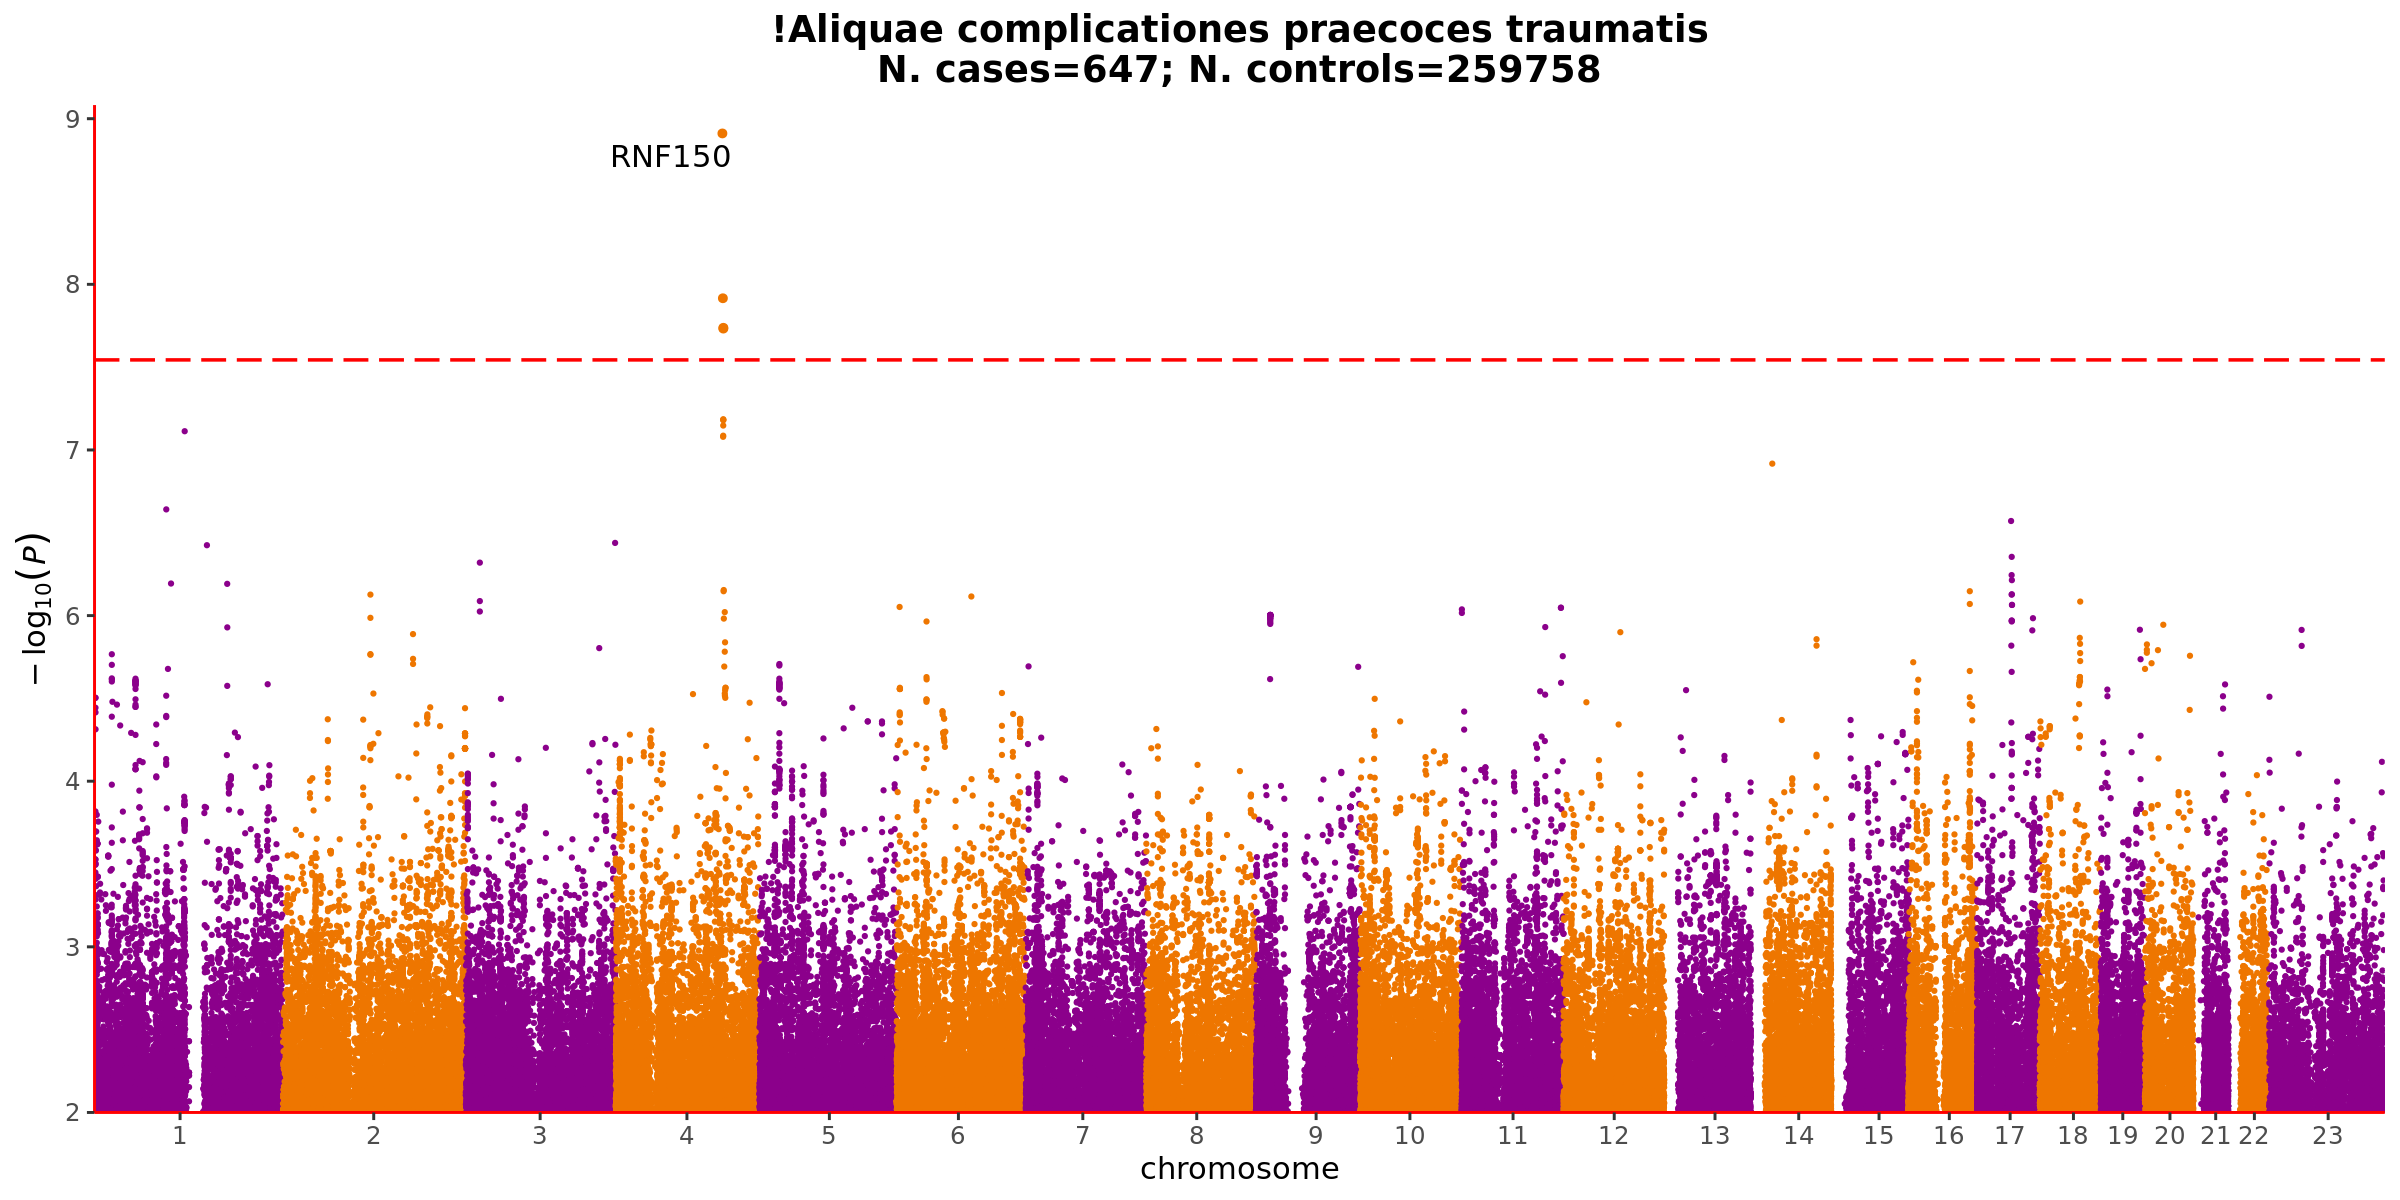 !Aliquae complicationes praecoces traumatis
N. cases=647; N. controls=259758
9
RNF150
8
7
6
5
4
3
2
−log₁₀(P)
1 2 3 4 5 6 7 8 9 10 11 12 13 14 15 16 17 18 19 20 21 22 23
chromosome